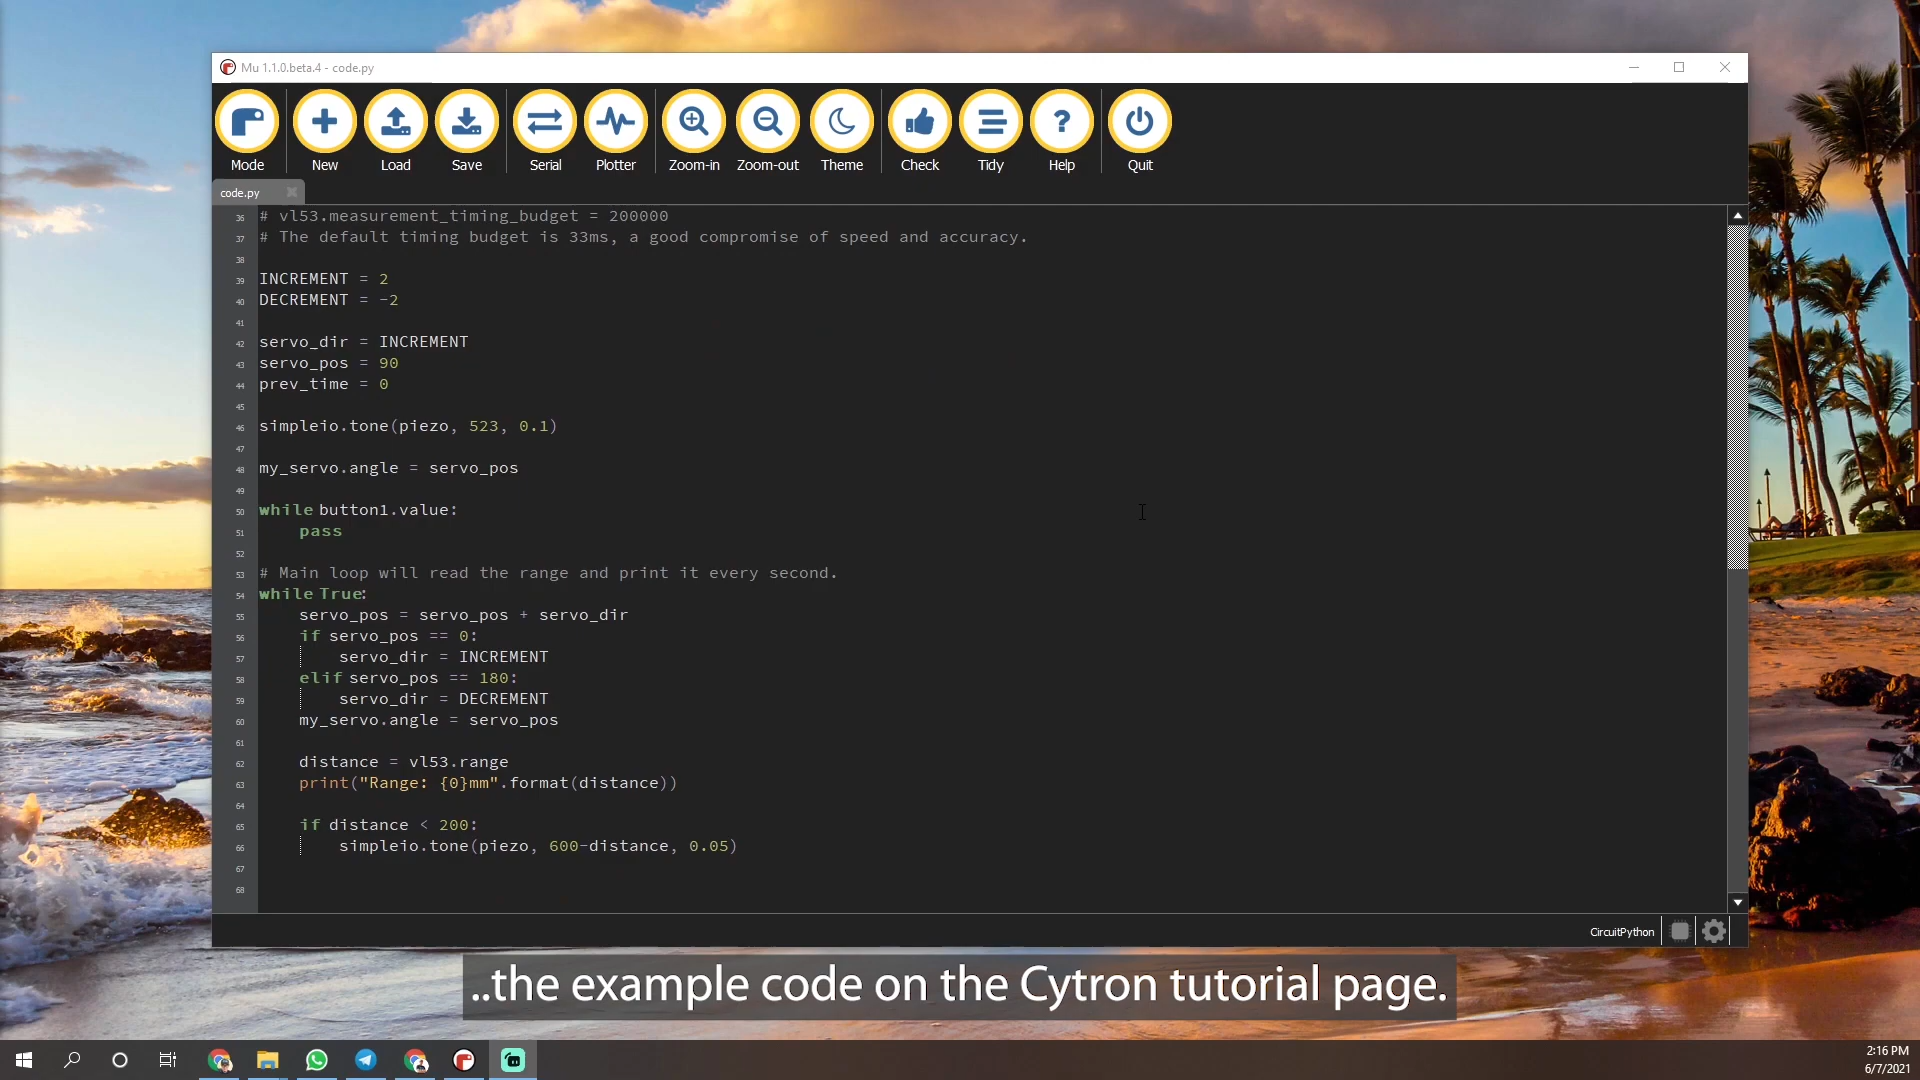 Mu 1.1.0.beta.4 - code.py
Mode New Load Save Serial Plotter Zoom-in Zoom-out Theme Check Tidy Help Quit
code.py
36 # vl53.measurement_timing_budget = 200000
37 # The default timing budget is 33ms, a good compromise of speed and accuracy.
38
39 INCREMENT = 2
40 DECREMENT = -2
41
42 servo_dir = INCREMENT
43 servo_pos = 90
44 prev_time = 0
45
46 simpleio.tone(piezo, 523, 0.1)
47
48 my_servo.angle = servo_pos
49
50 while button1.value:
51     pass
52
53 # Main loop will read the range and print it every second.
54 while True:
55     servo_pos = servo_pos + servo_dir
56     if servo_pos == 0:
57         servo_dir = INCREMENT
58     elif servo_pos == 180:
59         servo_dir = DECREMENT
60     my_servo.angle = servo_pos
61
62     distance = vl53.range
63     print("Range: {0}mm".format(distance))
64
65     if distance < 200:
66         simpleio.tone(piezo, 600-distance, 0.05)
67
68
CircuitPython
..the example code on the Cytron tutorial page.
2:16 PM
6/7/2021